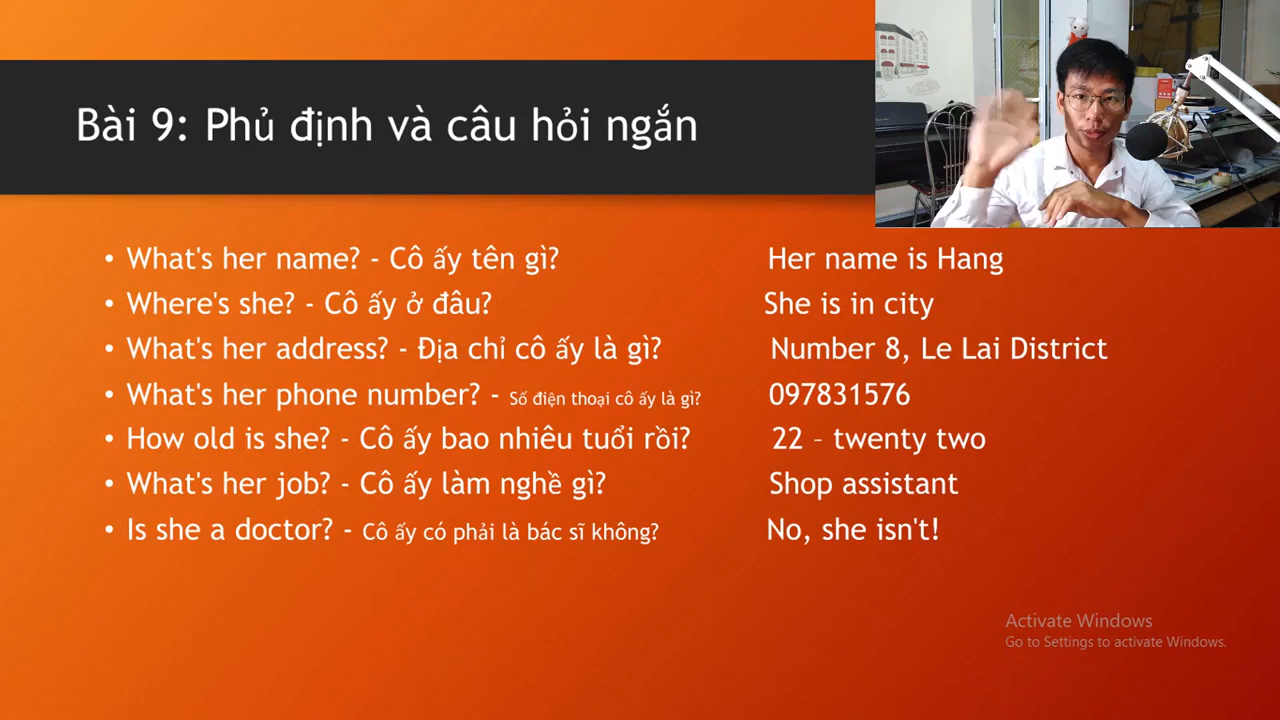 Bài 9: Phủ định và câu hỏi ngắn
• What's her name? - Cô ấy tên gì? Her name is Hang
• Where's she? - Cô ấy ở đâu? She is in city
• What's her address? - Địa chỉ cô ấy là gì? Number 8, Le Lai District
• What's her phone number? - Số điện thoại cô ấy là gì? 097831576
• How old is she? - Cô ấy bao nhiêu tuổi rồi? 22 – twenty two
• What's her job? - Cô ấy làm nghề gì? Shop assistant
• Is she a doctor? - Cô ấy có phải là bác sĩ không? No, she isn't!
Activate Windows
Go to Settings to activate Windows.